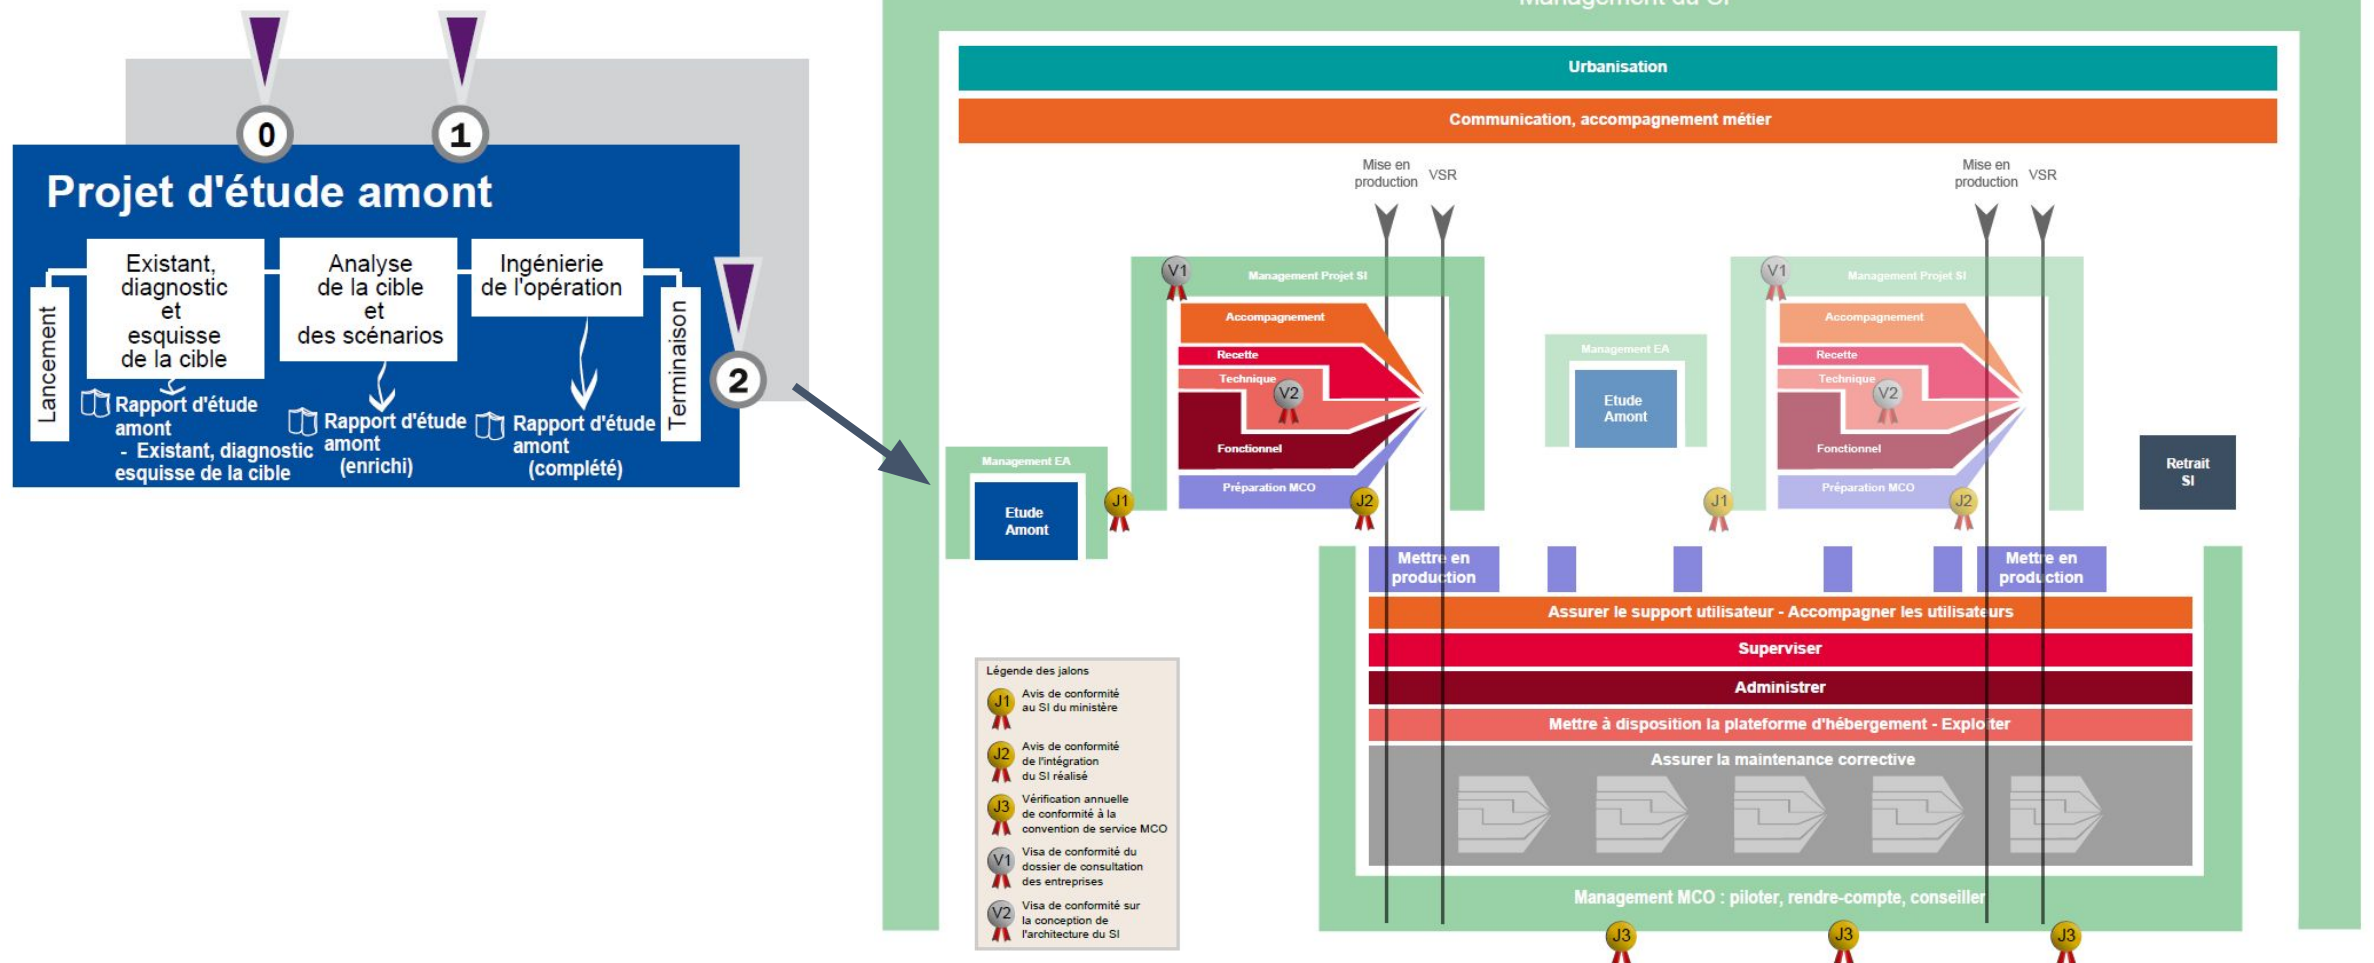 Management du SI
0
1
Projet d'étude amont
Lancement
Existant,
diagnostic
et
esquisse
de la cible
Analyse
de la cible
et
des scénarios
Ingénierie
de l'opération
Terminaison
2
Rapport d'étude
amont
- Existant, diagnostic
esquisse de la cible
Rapport d'étude
amont
(enrichi)
Rapport d'étude
amont
(complété)
Urbanisation
Communication, accompagnement métier
Mise en
production
VSR
Mise en
production
VSR
V1
Management Projet SI
Accompagnement
Recette
Technique
V2
Fonctionnel
Préparation MCO
J1
J2
Management EA
Etude
Amont
Management EA
Etude
Amont
V1
Management Projet SI
Accompagnement
Recette
Technique
V2
Fonctionnel
Préparation MCO
J1
J2
Retrait
SI
Mettre en
production
Mettre en
production
Assurer le support utilisateur - Accompagner les utilisateurs
Superviser
Administrer
Mettre à disposition la plateforme d'hébergement - Exploiter
Assurer la maintenance corrective
Management MCO : piloter, rendre-compte, conseiller
J3
J3
J3
Légende des jalons
J1
Avis de conformité
au SI du ministère
J2
Avis de conformité
de l'intégration
du SI réalisé
J3
Vérification annuelle
de conformité à la
convention de service MCO
V1
Visa de conformité du
dossier de consultation
des entreprises
V2
Visa de conformité sur
la conception de
l'architecture du SI